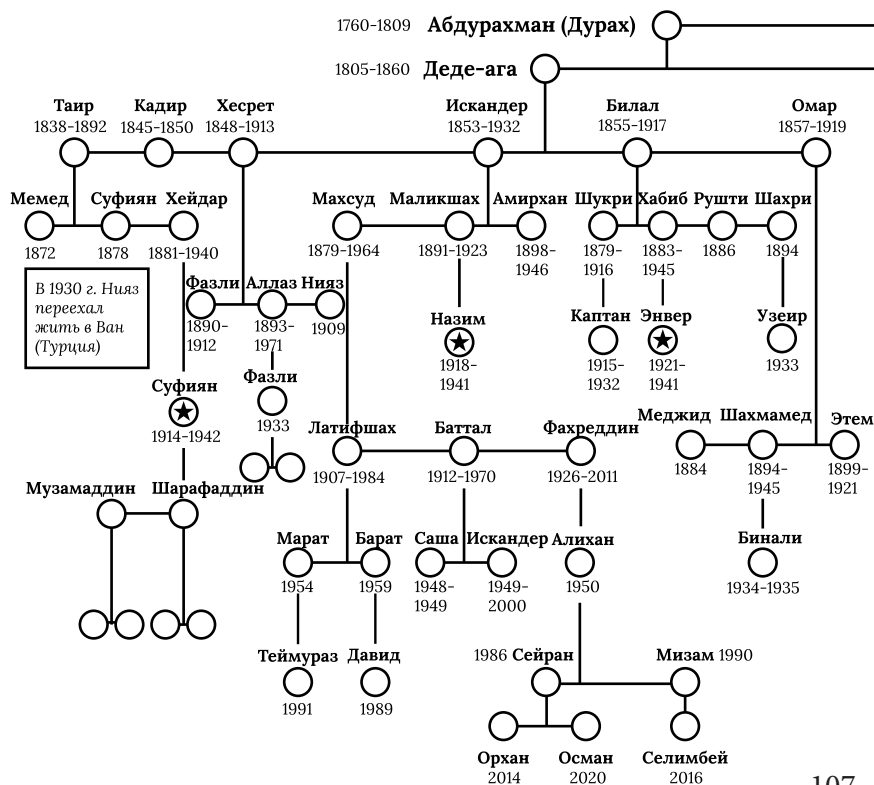 1760-1809 Абдурахман (Дурах)
1805-1860 Деде-ага
Таир Кадир Хесрет Искандер Билал Омар
1838-1892 1845-1850 1848-1913 1853-1932 1855-1917 1857-1919
Мемед Суфиян Хейдар Махсуд Маликшах Амирхан Шукри Хабиб Рушти Шахри
1872 1878 1881-1940 1879-1964 1891-1923 1898- 1879- 1883- 1886 1894
1946 1916 1945
В 1930 г. Нияз
переехал
жить в Ван
(Турция)
Фазли Аллаз Нияз
1890- 1893- 1909
1912 1971
Назим Каптан Энвер Узеир
1918- 1915- 1921- 1933
1941 1932 1941
Суфиян Фазли
1914-1942 1933
Латифшах Баттал Фахреддин Меджид Шахмамед Этем
1907-1984 1912-1970 1926-2011 1884 1894- 1899-
1945 1921
Музамаддин Шарафаддин
Марат Барат Саша Искандер Алихан Бинали
1954 1959 1948- 1949- 1950 1934-1935
1949 2000
Теймураз Давид 1986 Сейран Мизам 1990
1991 1989
Орхан Осман Селимбей
2014 2020 2016
107